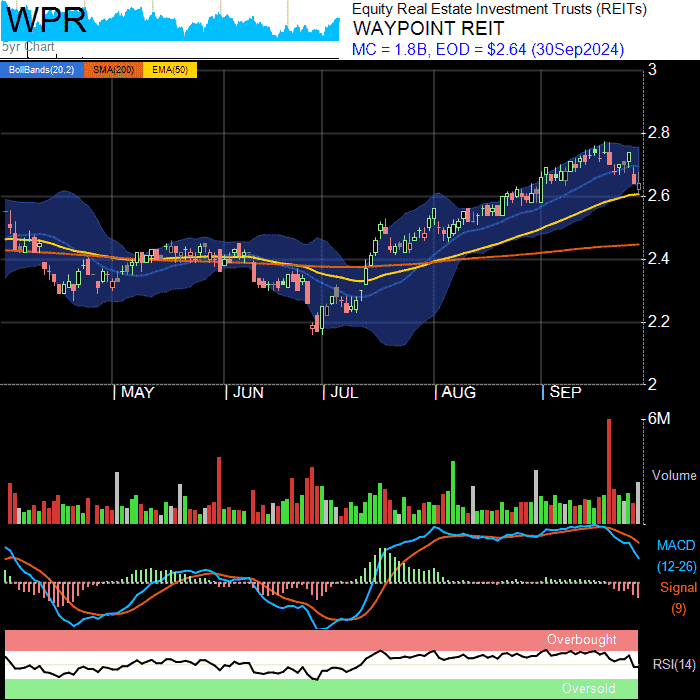 WPR
5yr Chart
Equity Real Estate Investment Trusts (REITs)
WAYPOINT REIT
MC = 1.8B, EOD = $2.64 (30Sep2024)
BollBands(20,2) SMA(200) EMA(50)
3
2.8
2.6
2.4
2.2
2
MAY JUN JUL AUG SEP
6M
Volume
MACD
(12-26)
Signal
(9)
Overbought
RSI(14)
Oversold